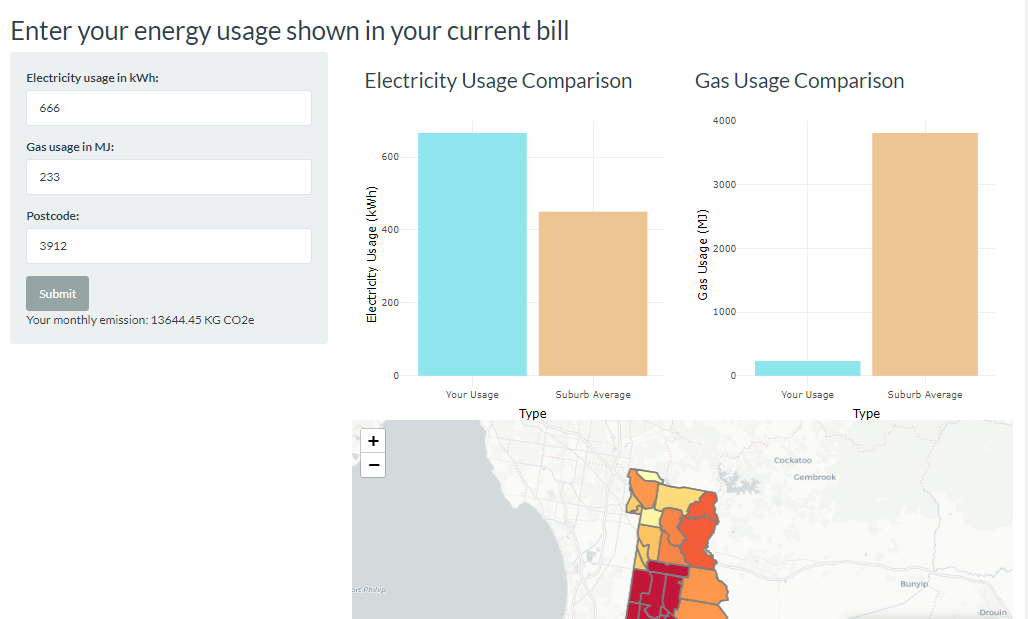 Enter your energy usage shown in your current bill
Electricity usage in kWh:
666
Gas usage in MJ:
233
Postcode:
3912
Submit
Your monthly emission: 13644.45 KG CO2e
Electricity Usage Comparison
Electricity Usage (kWh)
600
400
200
0
Your Usage
Suburb Average
Type
Gas Usage Comparison
Gas Usage (MJ)
4000
3000
2000
1000
0
Your Usage
Suburb Average
Type
+
−
Cockatoo
Gembrook
ort Phillip
Bunyip
Drouin